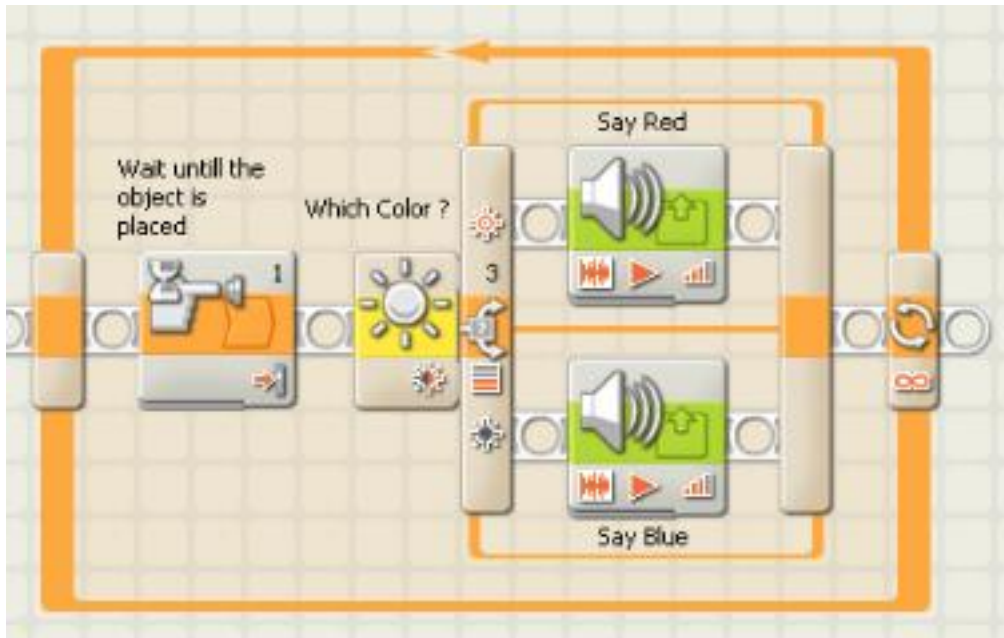 Say Red
Wait untill the
object is
placed
Which Color ?
1
3
Say Blue